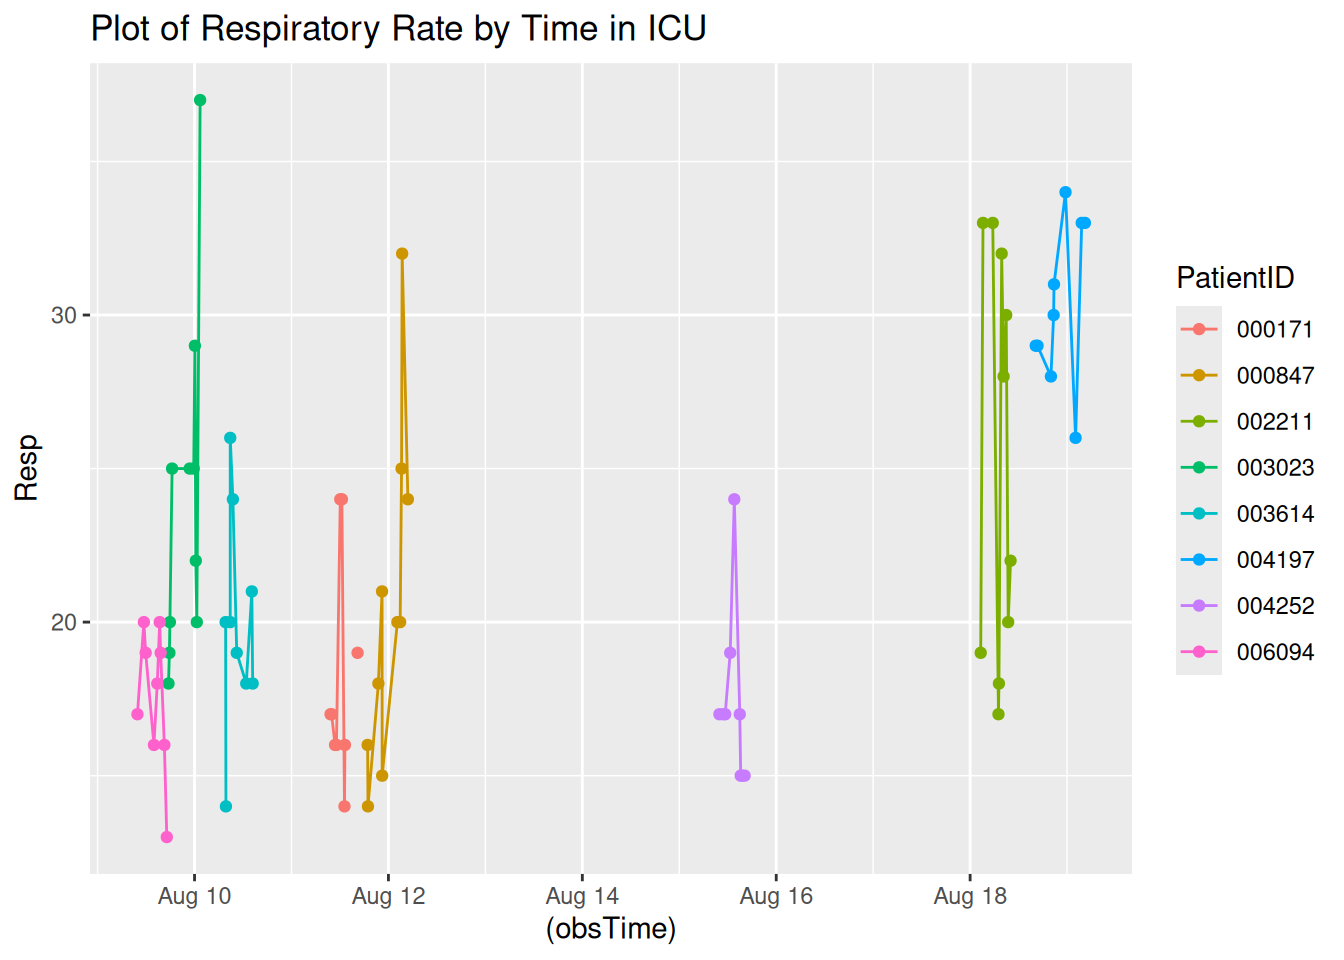 Plot of Respiratory Rate by Time in ICU
Resp
30
20
Aug 10
Aug 12
Aug 14
Aug 16
Aug 18
(obsTime)
PatientID
000171
000847
002211
003023
003614
004197
004252
006094